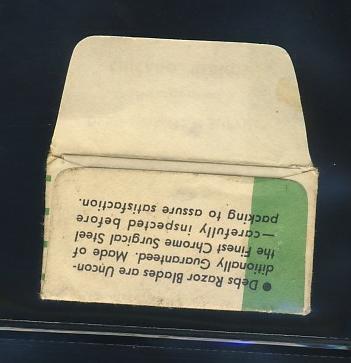 ● Debs Razor Blades are Uncon-
ditionally Guaranteed. Made of
the Finest Chrome Surgical Steel
—carefully inspected before
packing to assure satisfaction.